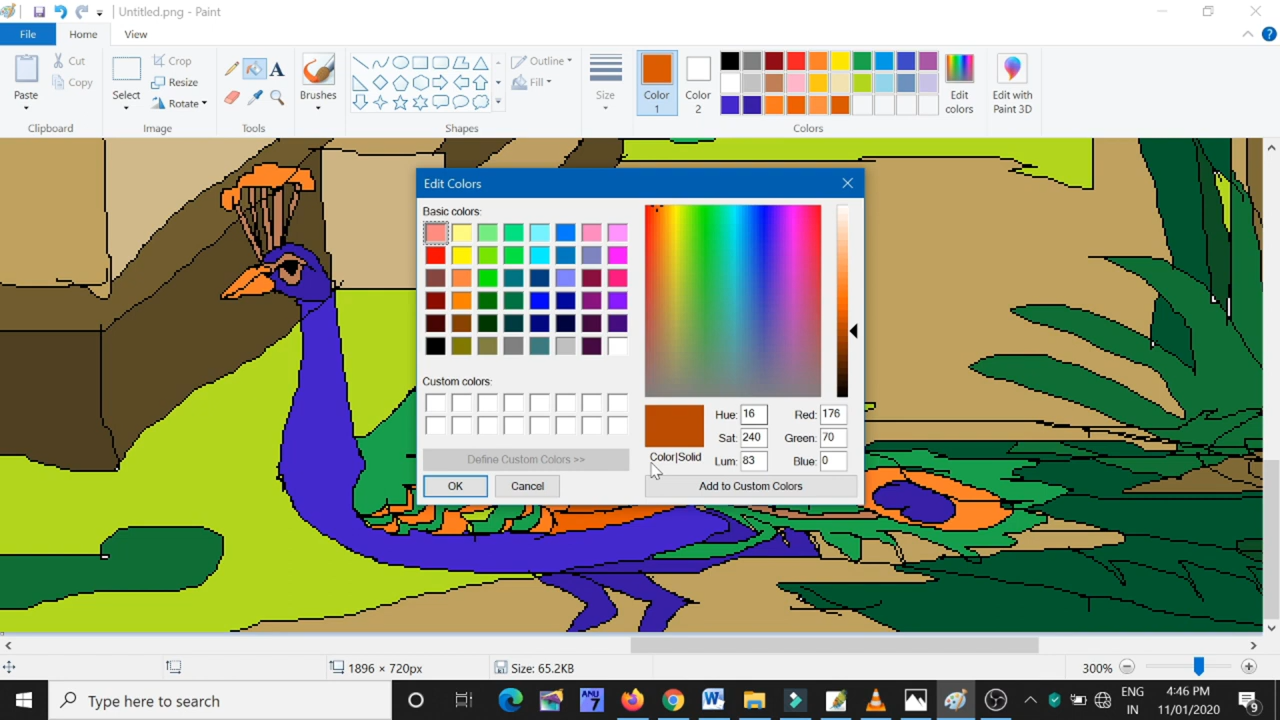 Untitled.png - Paint
File
Home
View
Paste
Cut
Copy
Clipboard
Select
Crop
Resize
Rotate
Image
A
Tools
Brushes
Outline
Fill
Shapes
Size
Color
1
Color
2
Edit
colors
Colors
Edit with
Paint 3D
?
Edit Colors
Basic colors:
Custom colors:
Define Custom Colors >>
OK
Cancel
Color|Solid
Hue: 16
Sat: 240
Lum: 83
Red: 176
Green: 70
Blue: 0
Add to Custom Colors
1896 × 720px
Size: 65.2KB
300%
Type here to search
ANU
7
W
ENG
IN
4:46 PM
11/01/2020
9